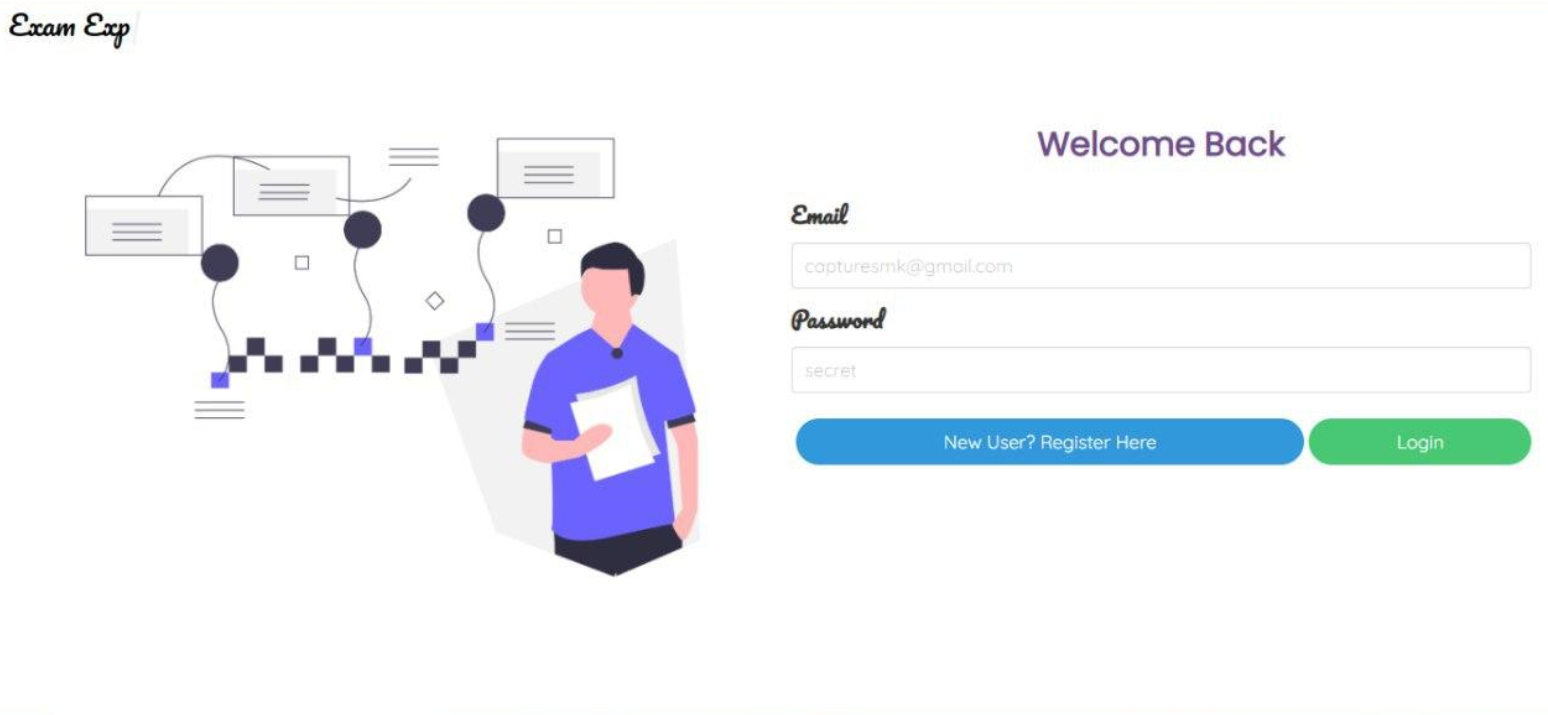 Exam Exp
Welcome Back
Email
capturesmk@gmail.com
Password
secret
New User? Register Here
Login